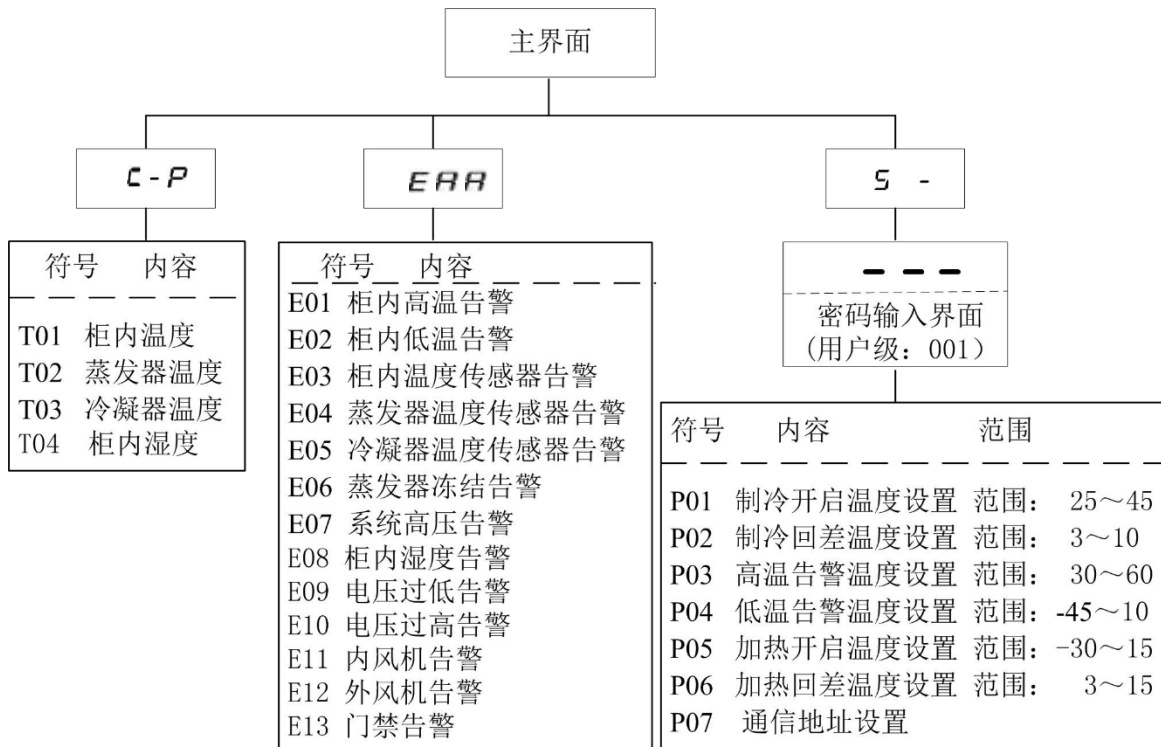 主界面
C-P
EAA
S -
符号 内容
T01 柜内温度
T02 蒸发器温度
T03 冷凝器温度
T04 柜内湿度
符号 内容
E01 柜内高温告警
E02 柜内低温告警
E03 柜内温度传感器告警
E04 蒸发器温度传感器告警
E05 冷凝器温度传感器告警
E06 蒸发器冻结告警
E07 系统高压告警
E08 柜内湿度告警
E09 电压过低告警
E10 电压过高告警
E11 内风机告警
E12 外风机告警
E13 门禁告警
---
密码输入界面
(用户级：001)
符号 内容 范围
P01 制冷开启温度设置 范围： 25～45
P02 制冷回差温度设置 范围： 3～10
P03 高温告警温度设置 范围： 30～60
P04 低温告警温度设置 范围：-45～10
P05 加热开启温度设置 范围：-30～15
P06 加热回差温度设置 范围： 3～15
P07 通信地址设置